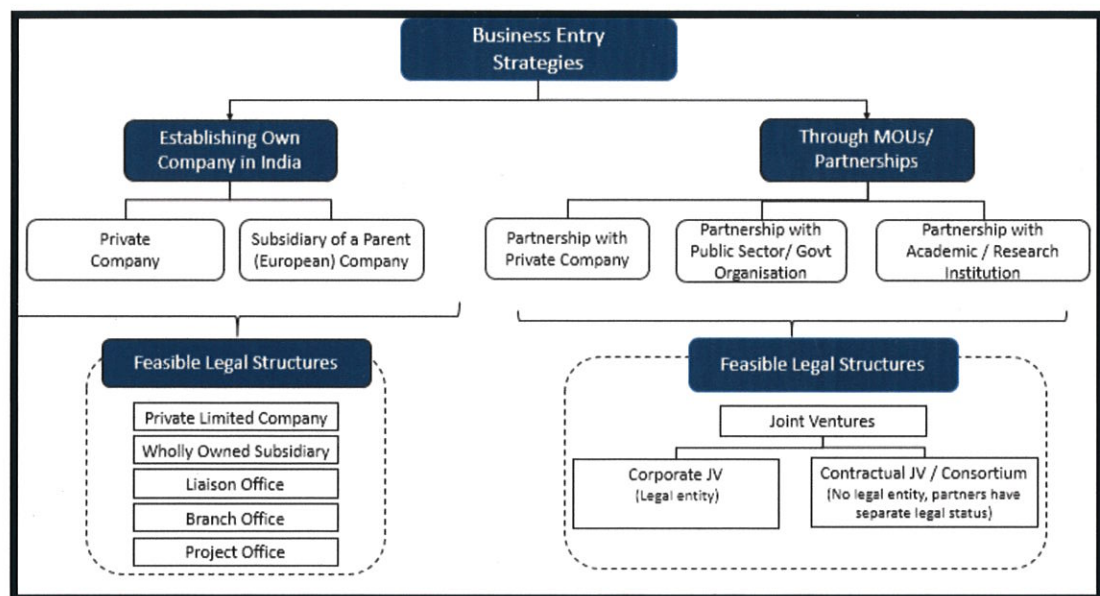 Business Entry
Strategies
Establishing Own
Company in India
Through MOUs/
Partnerships
Private
Company
Subsidiary of a Parent
(European) Company
Partnership with
Private Company
Partnership with
Public Sector/ Govt
Organisation
Partnership with
Academic / Research
Institution
Feasible Legal Structures
Private Limited Company
Wholly Owned Subsidiary
Liaison Office
Branch Office
Project Office
Feasible Legal Structures
Joint Ventures
Corporate JV
(Legal entity)
Contractual JV / Consortium
(No legal entity, partners have
separate legal status)